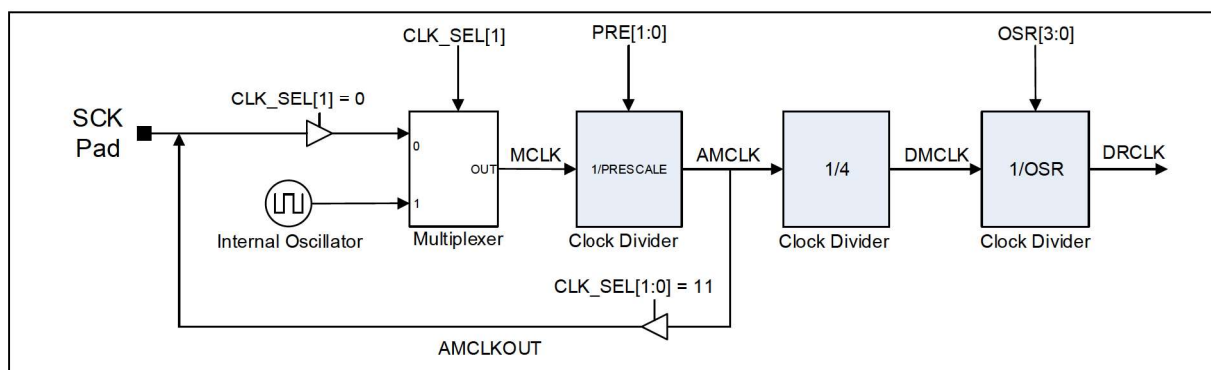 CLK_SEL[1]
PRE[1:0]
OSR[3:0]
CLK_SEL[1] = 0
SCK
Pad
0
OUT
MCLK
1/PRESCALE
AMCLK
1/4
DMCLK
1/OSR
DRCLK
1
Internal Oscillator
Multiplexer
Clock Divider
Clock Divider
Clock Divider
CLK_SEL[1:0] = 11
AMCLKOUT